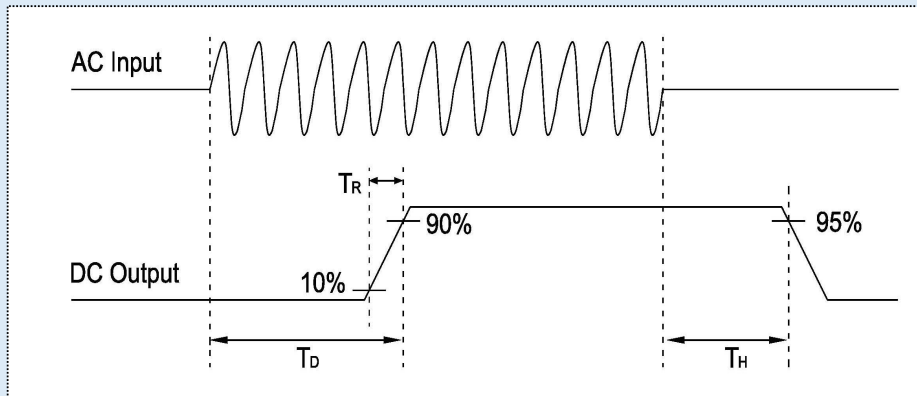 AC Input
TR
90%
95%
DC Output
10%
TD
TH